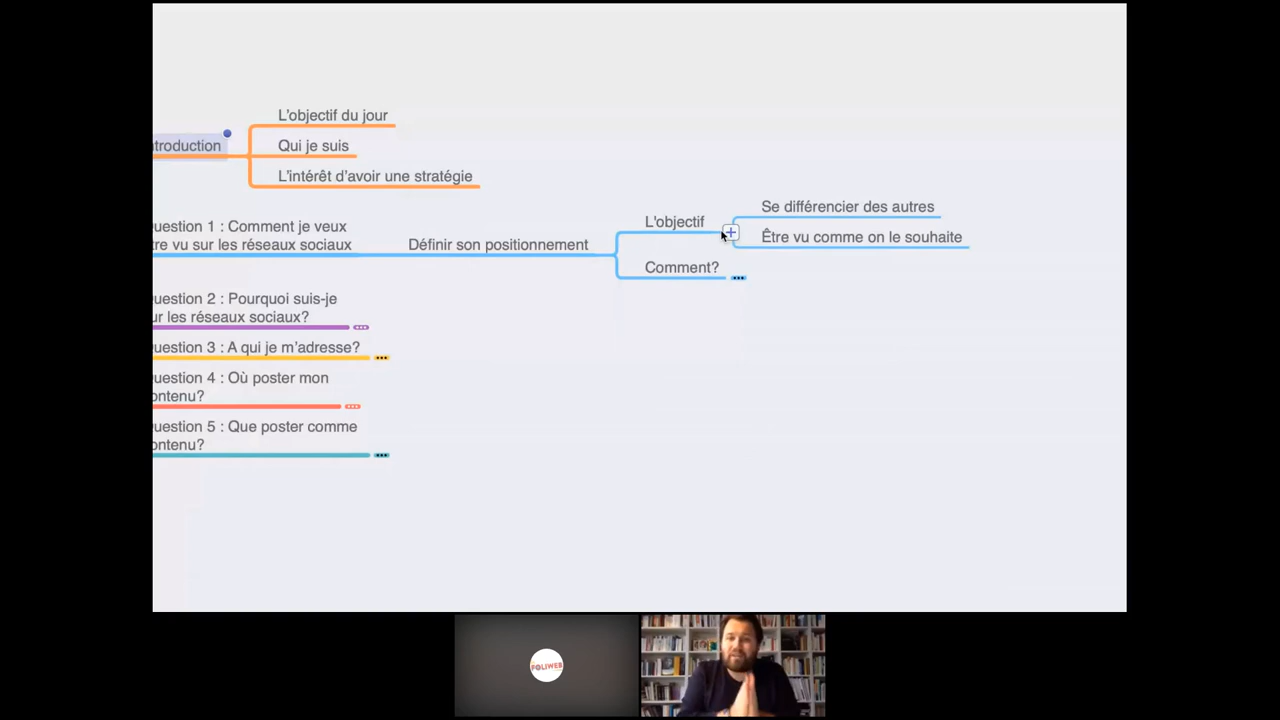 L'objectif du jour
ntroduction
Qui je suis
L'intérêt d'avoir une stratégie
uestion 1 : Comment je veux
tre vu sur les réseaux sociaux
Définir son positionnement
L'objectif
Se différencier des autres
Être vu comme on le souhaite
Comment?
uestion 2 : Pourquoi suis-je
ur les réseaux sociaux?
uestion 3 : A qui je m'adresse?
uestion 4 : Où poster mon
ontenu?
uestion 5 : Que poster comme
ontenu?
POLIWEB